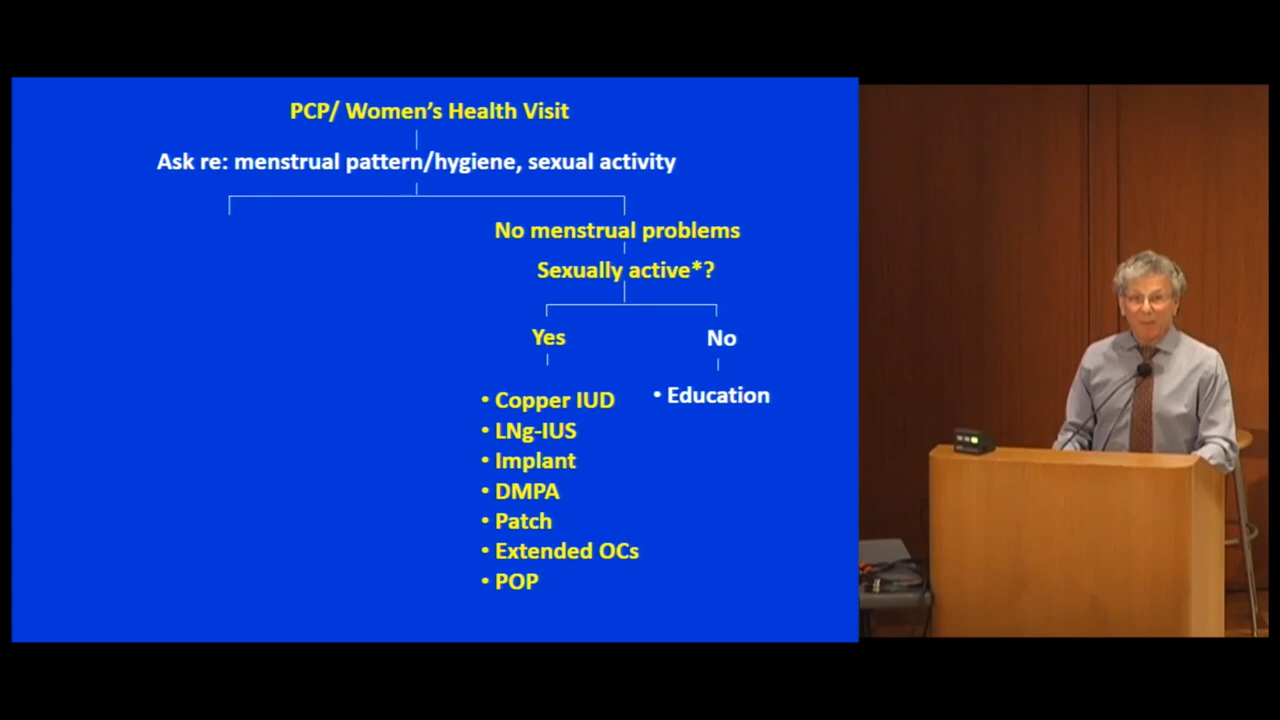 PCP/ Women's Health Visit
Ask re: menstrual pattern/hygiene, sexual activity
No menstrual problems
Sexually active*?
Yes
No
• Copper IUD
• LNg-IUS
• Implant
• DMPA
• Patch
• Extended OCs
• POP
• Education